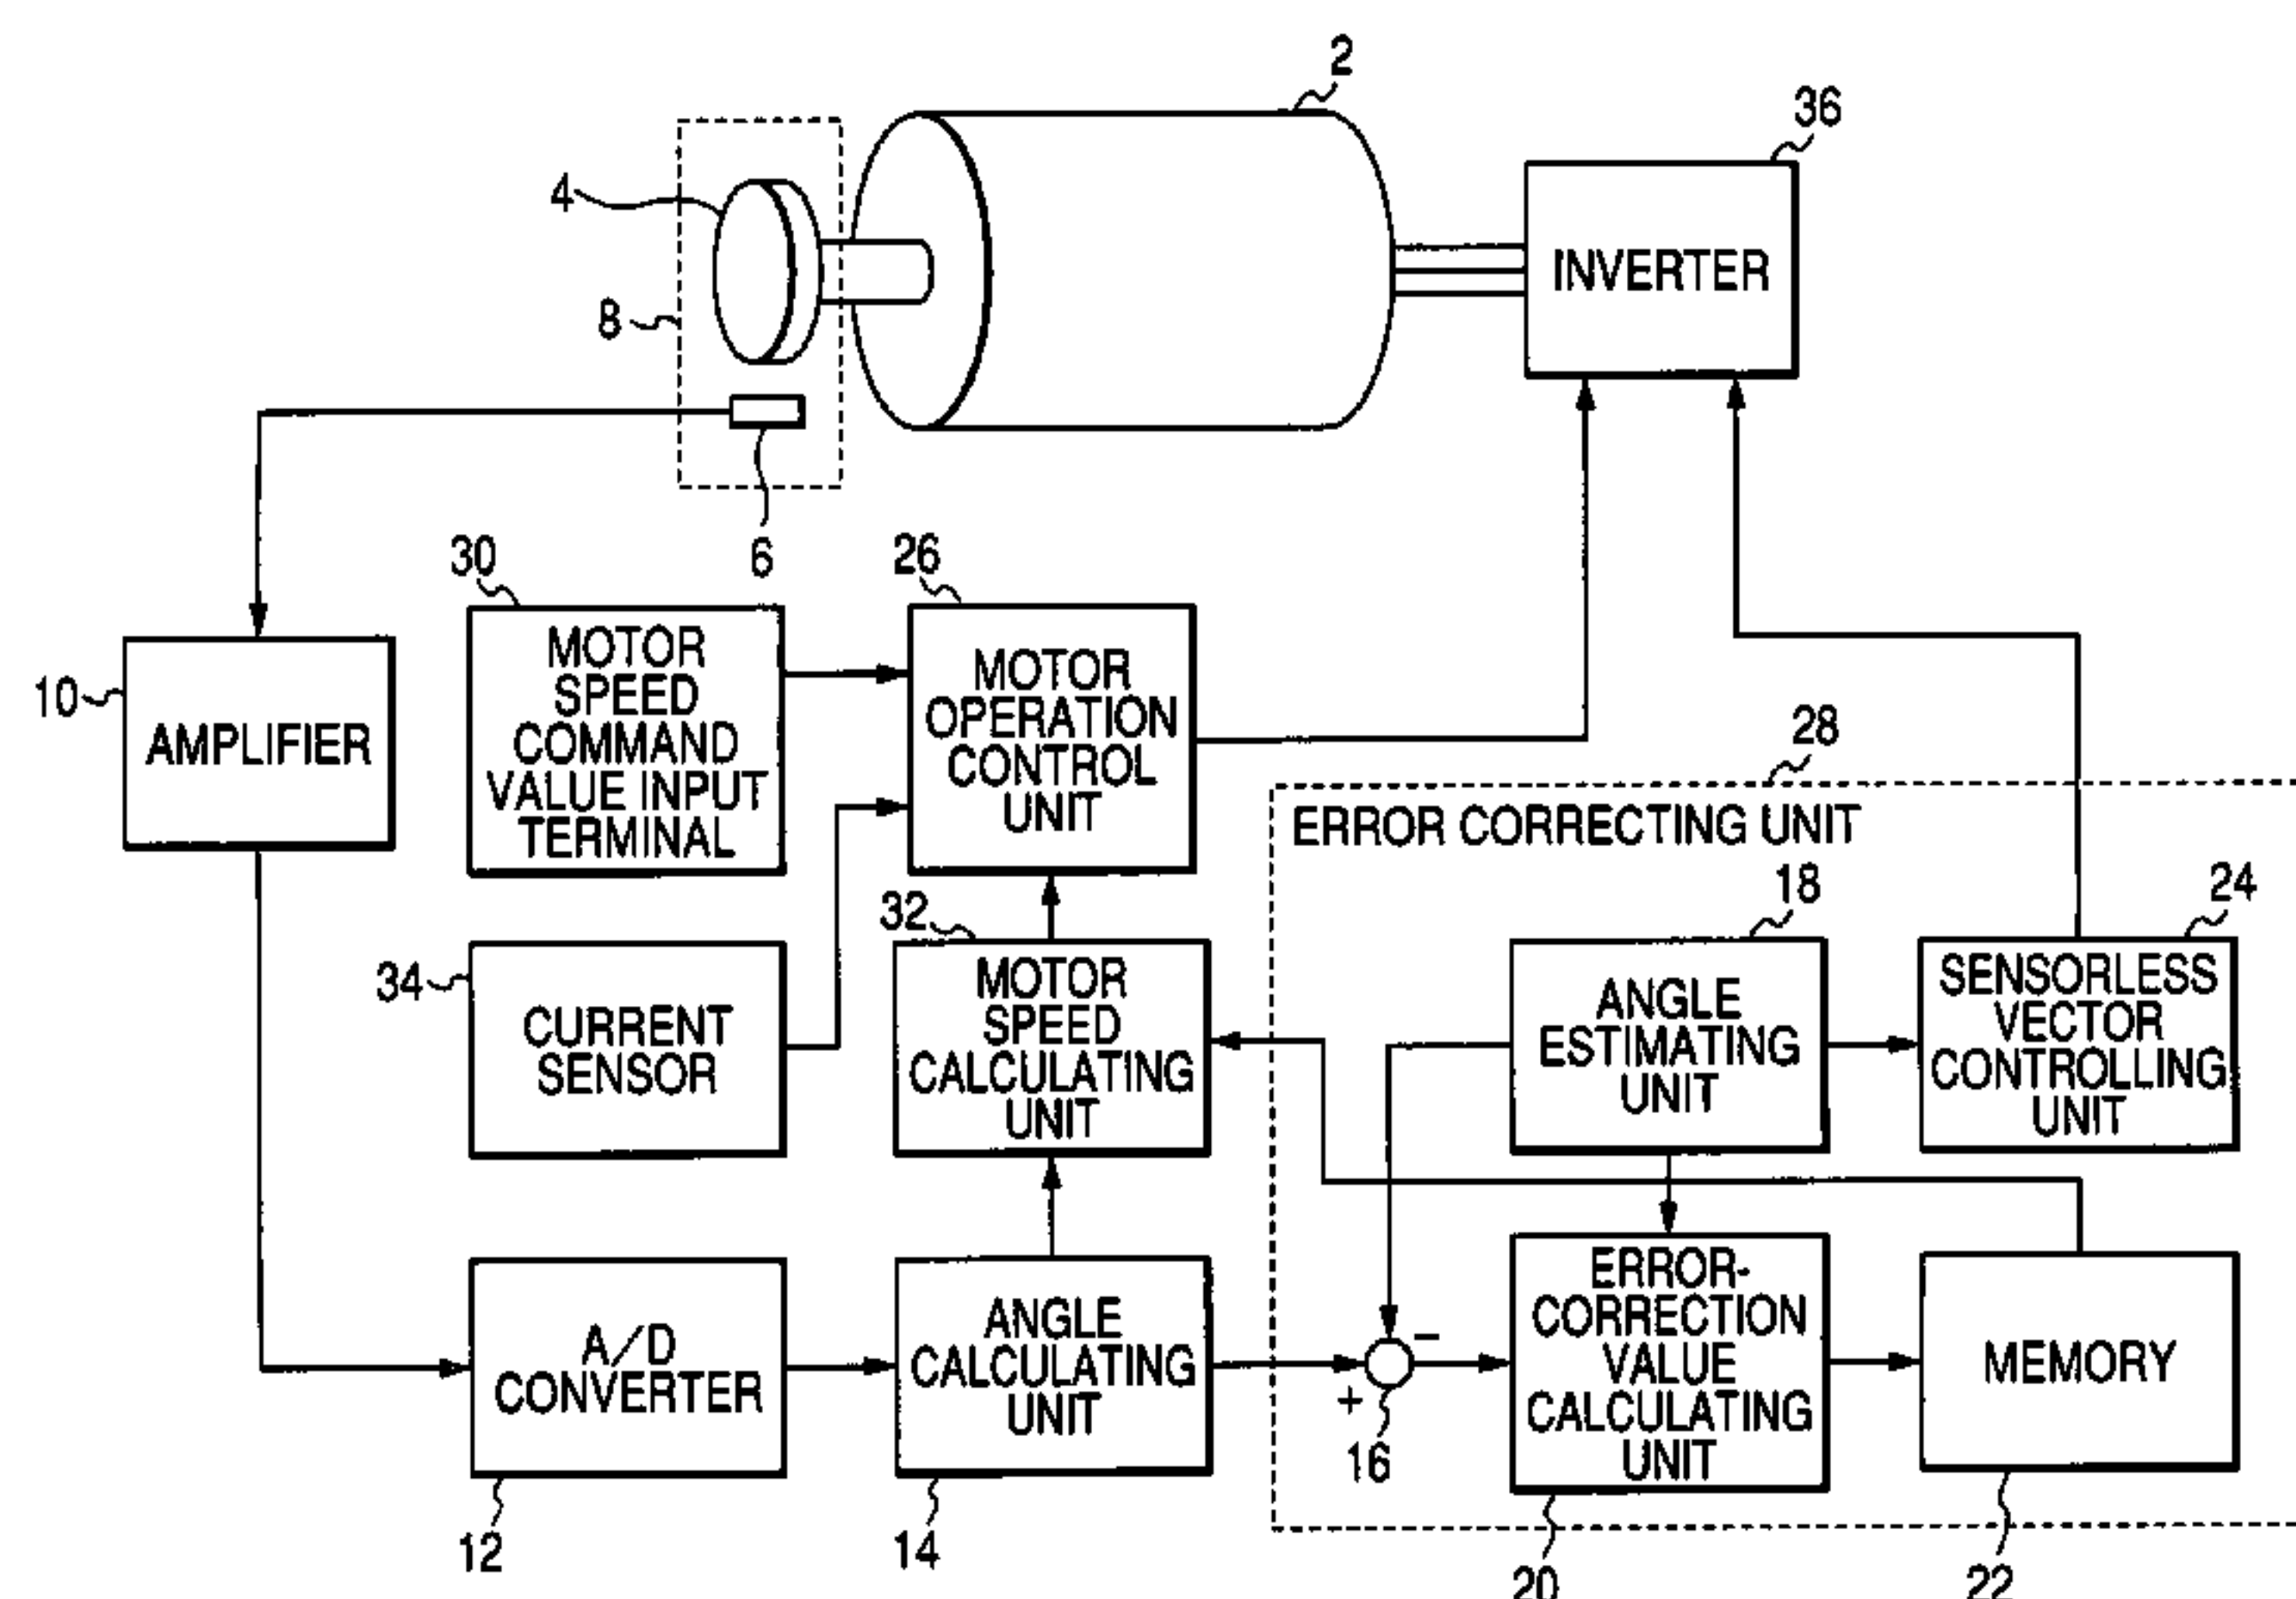 2
36
4
INVERTER
8
6
30
26
MOTOR
SPEED
COMMAND
VALUE INPUT
TERMINAL
MOTOR
OPERATION
CONTROL
UNIT
10
AMPLIFIER
28
ERROR CORRECTING UNIT
18
24
32
34
CURRENT
SENSOR
MOTOR
SPEED
CALCULATING
UNIT
ANGLE
ESTIMATING
UNIT
SENSORLESS
VECTOR
CONTROLLING
UNIT
A/D
CONVERTER
ANGLE
CALCULATING
UNIT
−
+
16
ERROR-
CORRECTION
VALUE
CALCULATING
UNIT
MEMORY
12
14
20
22